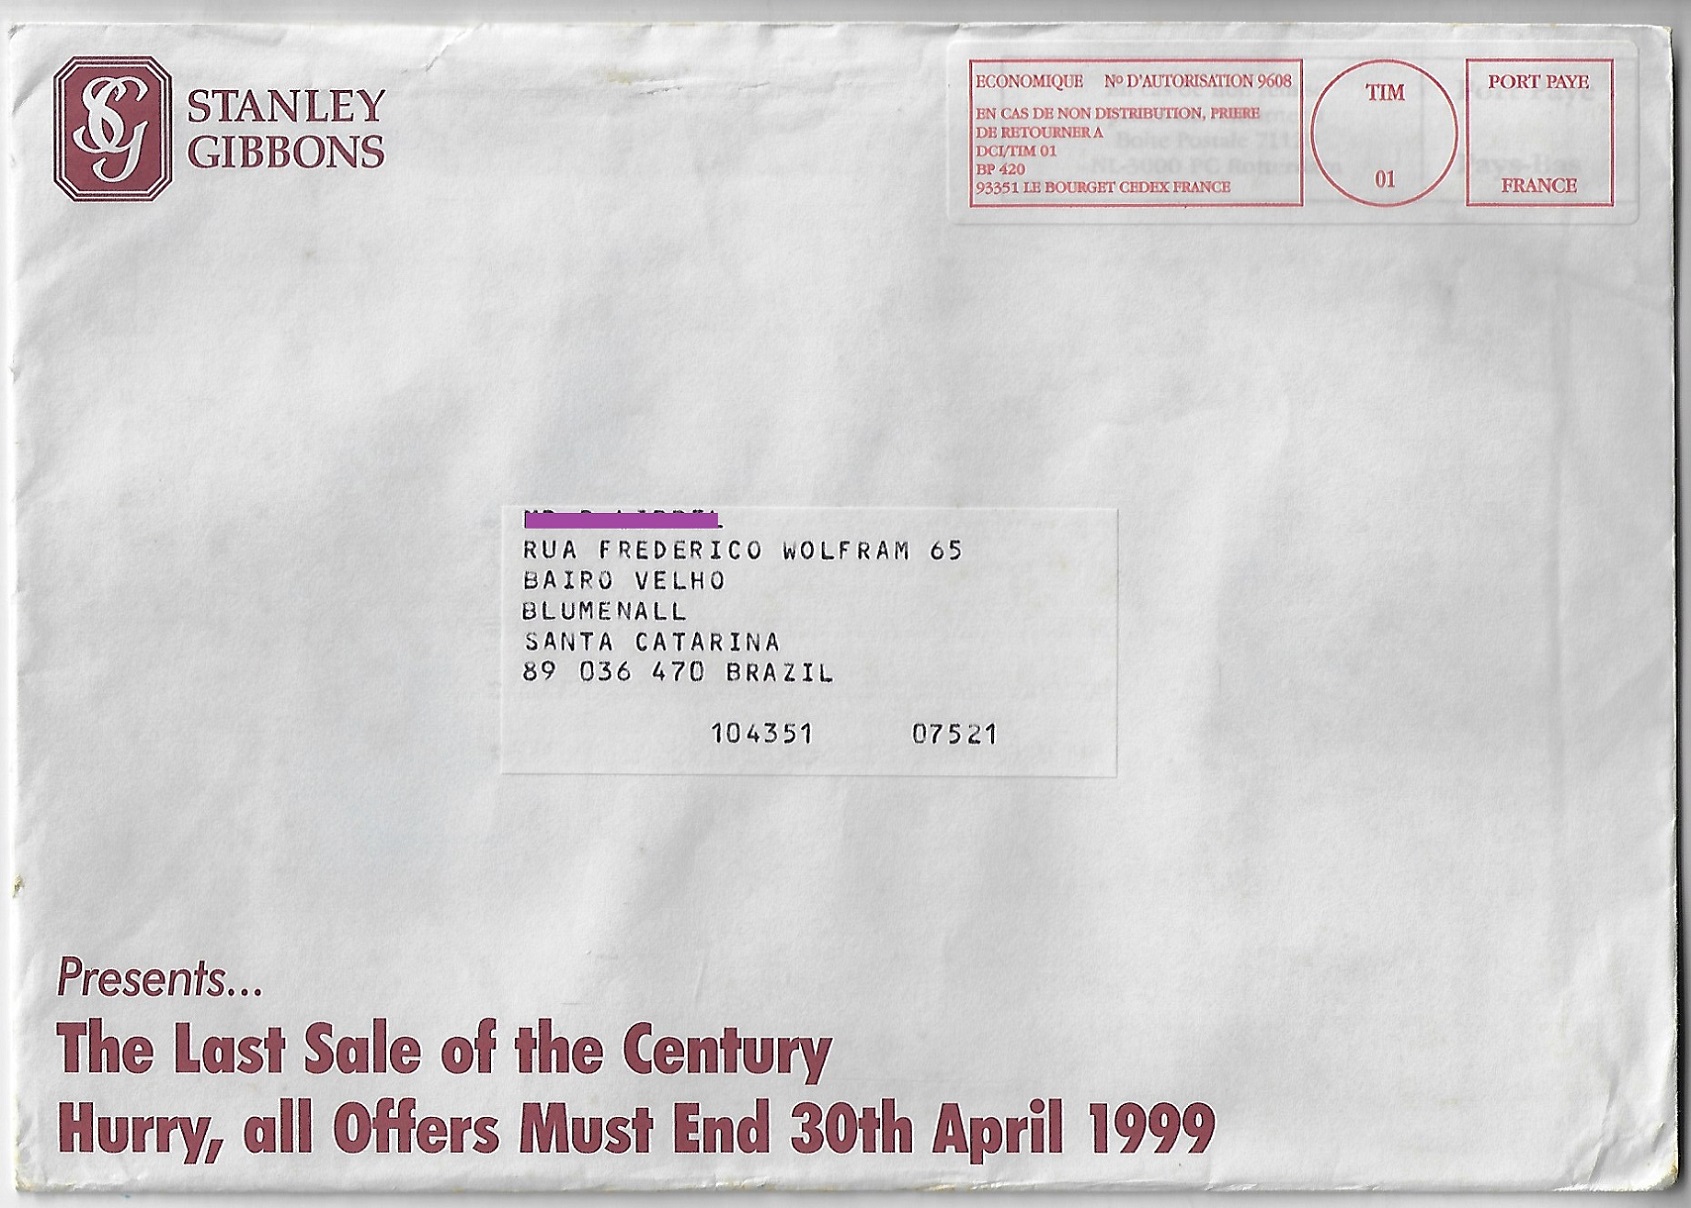 STANLEY
GIBBONS
ECONOMIQUE Nº D'AUTORISATION 9608
EN CAS DE NON DISTRIBUTION, PRIERE
DE RETOURNER A
DCI/TIM 01
BP 420
93351 LE BOURGET CEDEX FRANCE
TIM
01
PORT PAYE
FRANCE
RUA FREDERICO WOLFRAM 65
BAIRO VELHO
BLUMENALL
SANTA CATARINA
89 036 470 BRAZIL
104351 07521
Presents...
The Last Sale of the Century
Hurry, all Offers Must End 30th April 1999